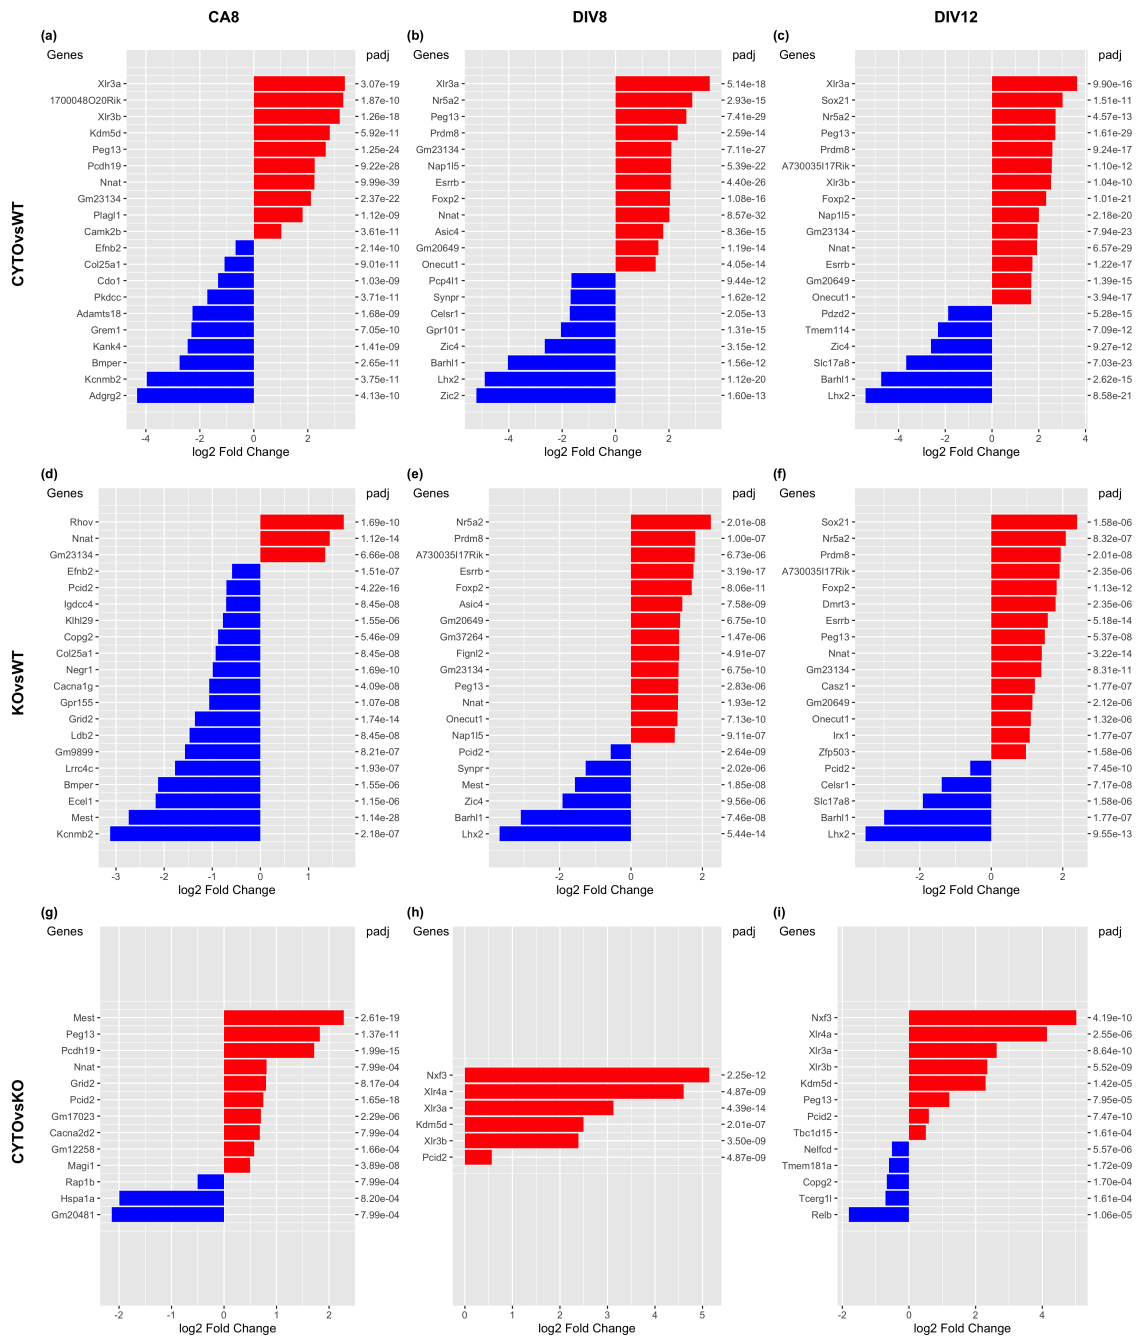 CA8 DIV8 DIV12
CYTOvsWT
(a)
Genes padj
Xlr3a 3.07e-19
1700048O20Rik 1.87e-10
Xlr3b 1.26e-18
Kdm5d 5.92e-11
Peg13 1.25e-24
Pcdh19 9.22e-28
Nnat 9.99e-39
Gm23134 2.37e-22
Plagl1 1.12e-09
Camk2b 3.61e-11
Efnb2 2.14e-10
Col25a1 9.01e-11
Cdo1 1.03e-09
Pkdcc 3.71e-11
Adamts18 1.68e-09
Grem1 7.05e-10
Kank4 1.41e-09
Bmper 2.65e-11
Kcnmb2 3.75e-11
Adgrg2 4.13e-10
-4 -2 0 2
log2 Fold Change
(b)
Genes padj
Xlr3a 5.14e-18
Nr5a2 2.93e-15
Peg13 7.41e-29
Prdm8 2.59e-14
Gm23134 7.11e-27
Nap1l5 5.39e-22
Esrrb 4.40e-26
Foxp2 1.08e-16
Nnat 8.57e-32
Asic4 8.36e-15
Gm20649 1.19e-14
Onecut1 4.05e-14
Pcp4l1 9.44e-12
Synpr 1.62e-12
Celsr1 2.05e-13
Gpr101 1.31e-15
Zic4 3.15e-12
Barhl1 1.56e-12
Lhx2 1.12e-20
Zic2 1.60e-13
-4 -2 0 2
log2 Fold Change
(c)
Genes padj
Xlr3a 9.90e-16
Sox21 1.51e-11
Nr5a2 4.57e-13
Peg13 1.61e-29
Prdm8 9.24e-17
A730035I17Rik 1.10e-12
Xlr3b 1.04e-10
Foxp2 1.01e-21
Nap1l5 2.18e-20
Gm23134 7.94e-23
Nnat 6.57e-29
Esrrb 1.22e-17
Gm20649 1.39e-15
Onecut1 3.94e-17
Pdzd2 5.28e-15
Tmem114 7.09e-12
Zic4 9.27e-12
Slc17a8 7.03e-23
Barhl1 2.62e-15
Lhx2 8.58e-21
-4 -2 0 2 4
log2 Fold Change
KOvsWT
(d)
Genes padj
Rhov 1.69e-10
Nnat 1.12e-14
Gm23134 6.66e-08
Efnb2 1.51e-07
Pcid2 4.22e-16
Igdcc4 8.45e-08
Klhl29 1.55e-06
Copg2 5.46e-09
Col25a1 8.45e-08
Negr1 1.69e-10
Cacna1g 4.09e-08
Gpr155 1.07e-08
Grid2 1.74e-14
Ldb2 8.45e-08
Gm9899 8.21e-07
Lrrc4c 1.93e-07
Bmper 1.55e-06
Ecel1 1.15e-06
Mest 1.14e-28
Kcnmb2 2.18e-07
-3 -2 -1 0 1
log2 Fold Change
(e)
Genes padj
Nr5a2 2.01e-08
Prdm8 1.00e-07
A730035I17Rik 6.73e-06
Esrrb 3.19e-17
Foxp2 8.06e-11
Asic4 7.58e-09
Gm20649 6.75e-10
Gm37264 1.47e-06
Fignl2 4.91e-07
Gm23134 6.75e-10
Peg13 2.83e-06
Nnat 1.93e-12
Onecut1 7.13e-10
Nap1l5 9.11e-07
Pcid2 2.64e-09
Synpr 2.02e-06
Mest 1.85e-08
Zic4 9.56e-06
Barhl1 7.46e-08
Lhx2 5.44e-14
-2 0 2
log2 Fold Change
(f)
Genes padj
Sox21 1.58e-06
Nr5a2 8.32e-07
Prdm8 2.01e-08
A730035I17Rik 2.35e-06
Foxp2 1.13e-12
Dmrt3 2.35e-06
Esrrb 5.18e-14
Peg13 5.37e-08
Nnat 3.22e-14
Gm23134 8.31e-11
Casz1 1.77e-07
Gm20649 2.12e-06
Onecut1 1.32e-06
Irx1 1.77e-07
Zfp503 1.58e-06
Pcid2 7.45e-10
Celsr1 7.17e-08
Slc17a8 1.58e-06
Barhl1 1.77e-07
Lhx2 9.55e-13
-2 0 2
log2 Fold Change
CYTOvsKO
(g)
Genes padj
Mest 2.61e-19
Peg13 1.37e-11
Pcdh19 1.99e-15
Nnat 7.99e-04
Grid2 8.17e-04
Pcid2 1.65e-18
Gm17023 2.29e-06
Cacna2d2 7.99e-04
Gm12258 1.66e-04
Magi1 3.89e-08
Rap1b 7.99e-04
Hspa1a 8.20e-04
Gm20481 7.99e-04
-2 -1 0 1 2
log2 Fold Change
(h)
Genes padj
Nxf3 2.25e-12
Xlr4a 4.87e-09
Xlr3a 4.39e-14
Kdm5d 2.01e-07
Xlr3b 3.50e-09
Pcid2 4.87e-09
0 1 2 3 4 5
log2 Fold Change
(i)
Genes padj
Nxf3 4.19e-10
Xlr4a 2.55e-06
Xlr3a 8.64e-10
Xlr3b 5.52e-09
Kdm5d 1.42e-05
Peg13 7.95e-05
Pcid2 7.47e-10
Tbc1d15 1.61e-04
Nelfcd 5.57e-06
Tmem181a 1.72e-09
Copg2 1.70e-04
Tcerg1l 1.61e-04
Relb 1.06e-05
-2 0 2 4
log2 Fold Change